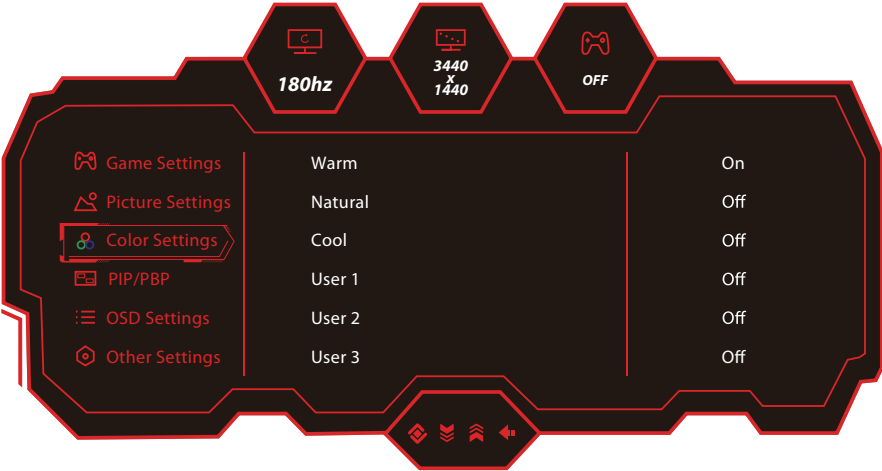 180hz
3440
x
1440
OFF
Game Settings Warm On
Picture Settings Natural Off
Color Settings Cool Off
PIP/PBP User 1 Off
OSD Settings User 2 Off
Other Settings User 3 Off